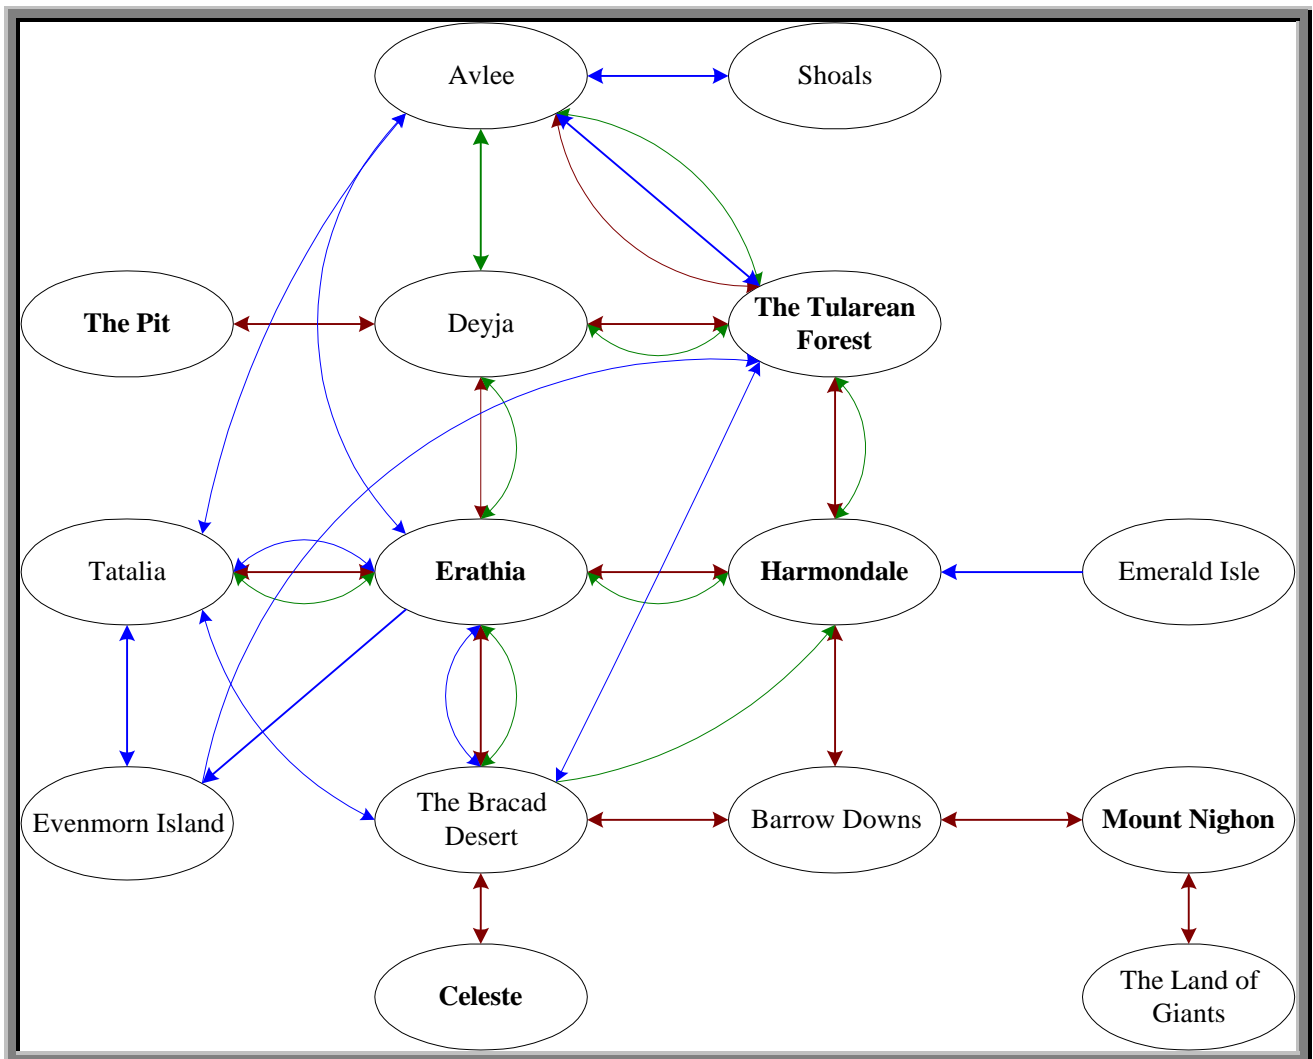 Avlee
Shoals
The Pit
Deyja
The Tularean
Forest
Tatalia
Erathia
Harmondale
Emerald Isle
Evenmorn Island
The Bracad
Desert
Barrow Downs
Mount Nighon
Celeste
The Land of
Giants